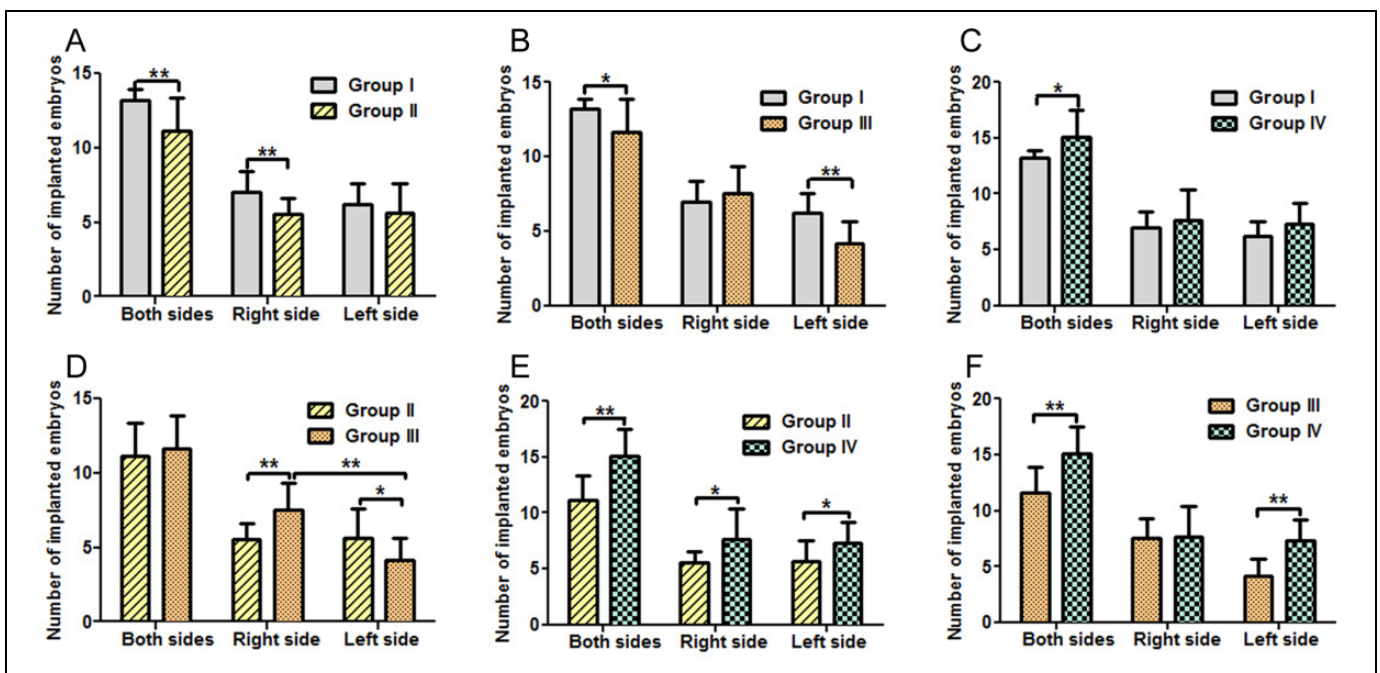 A
Number of implanted embryos
15
10
5
0
**
**
Group I
Group II
Both sides
Right side
Left side
B
Number of implanted embryos
15
10
5
0
*
**
Group I
Group III
Both sides
Right side
Left side
C
Number of implanted embryos
20
15
10
5
0
*
Group I
Group IV
Both sides
Right side
Left side
D
Number of implanted embryos
15
10
5
0
**
**
*
Group II
Group III
Both sides
Right side
Left side
E
Number of implanted embryos
20
15
10
5
0
**
*
*
Group II
Group IV
Both sides
Right side
Left side
F
Number of implanted embryos
20
15
10
5
0
**
**
Group III
Group IV
Both sides
Right side
Left side